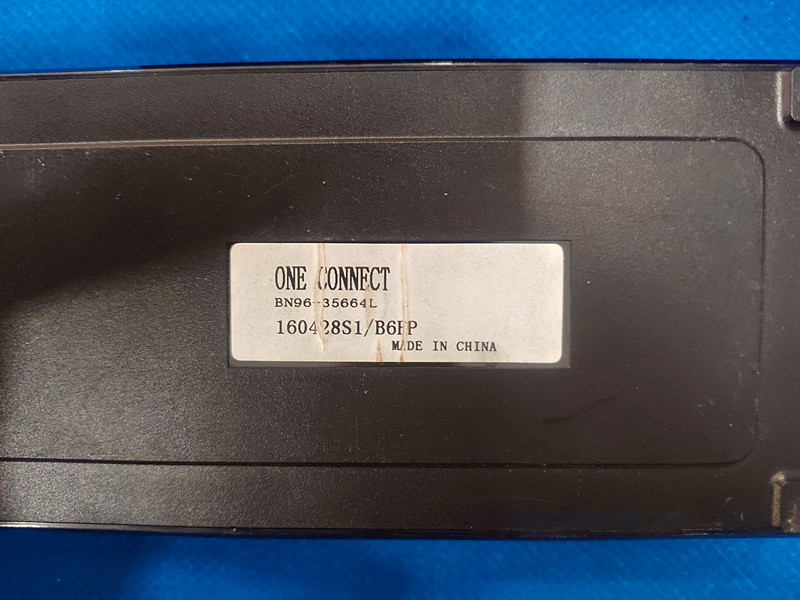 ONE CONNECT
BN96-35664L
160428S1/B6FP
MADE IN CHINA